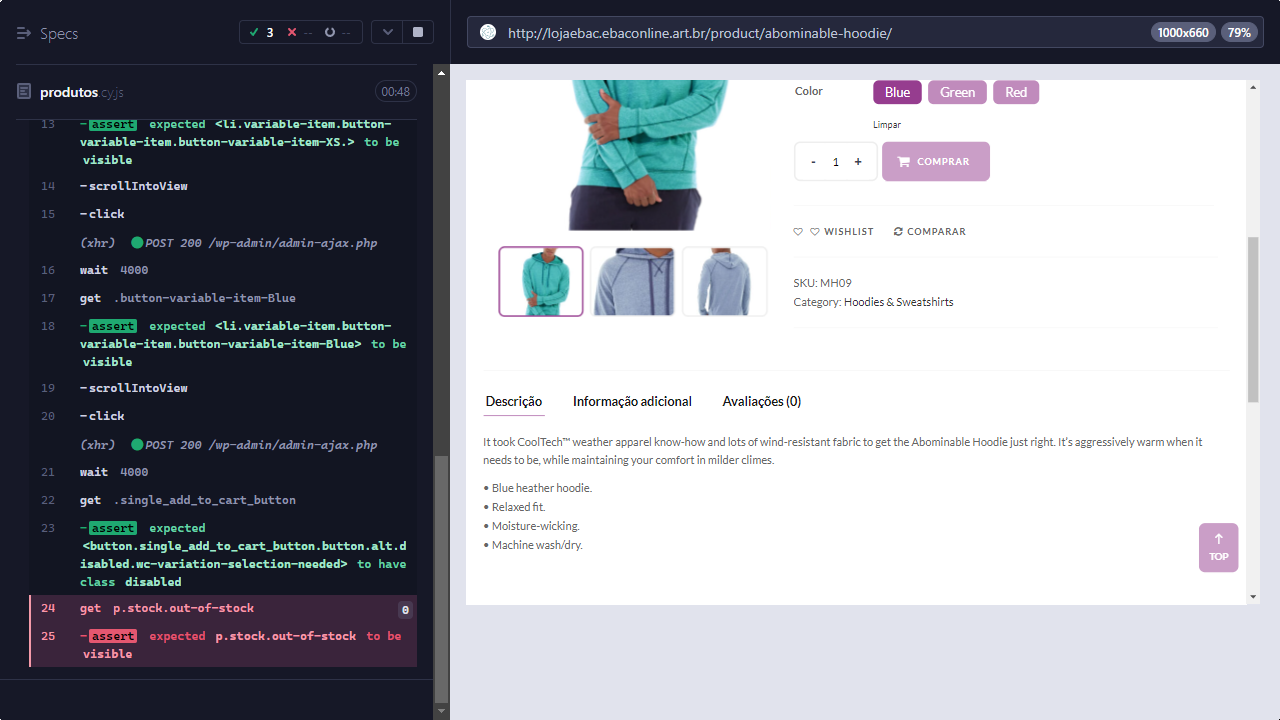 Specs
3
--
--
http://lojaebac.ebaconline.art.br/product/abominable-hoodie/
1000x660
79%
produtos.cy.js
00:48
13 -assert expected <li.variable-item.button-
variable-item.button-variable-item-XS.> to be
visible
14 -scrollIntoView
15 -click
(xhr) POST 200 /wp-admin/admin-ajax.php
16 wait 4000
17 get .button-variable-item-Blue
18 -assert expected <li.variable-item.button-
variable-item.button-variable-item-Blue> to be
visible
19 -scrollIntoView
20 -click
(xhr) POST 200 /wp-admin/admin-ajax.php
21 wait 4000
22 get .single_add_to_cart_button
23 -assert expected
<button.single_add_to_cart_button.button.alt.d
isabled.wc-variation-selection-needed> to have
class disabled
24 get p.stock.out-of-stock 0
25 -assert expected p.stock.out-of-stock to be
visible
Color Blue Green Red
Limpar
- 1 + COMPRAR
WISHLIST COMPARAR
SKU: MH09
Category: Hoodies & Sweatshirts
Descrição Informação adicional Avaliações (0)
It took CoolTech™ weather apparel know-how and lots of wind-resistant fabric to get the Abominable Hoodie just right. It's aggressively warm when it
needs to be, while maintaining your comfort in milder climes.
• Blue heather hoodie.
• Relaxed fit.
• Moisture-wicking.
• Machine wash/dry.
TOP